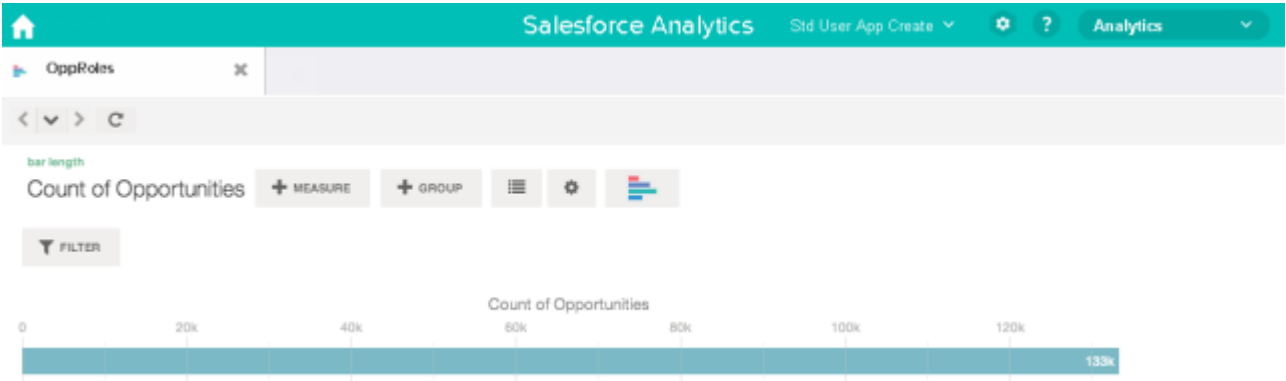 Salesforce Analytics Std User App Create ? Analytics
OppRoles
bar length
Count of Opportunities + MEASURE + GROUP
FILTER
Count of Opportunities
0 20k 40k 60k 80k 100k 120k
133k